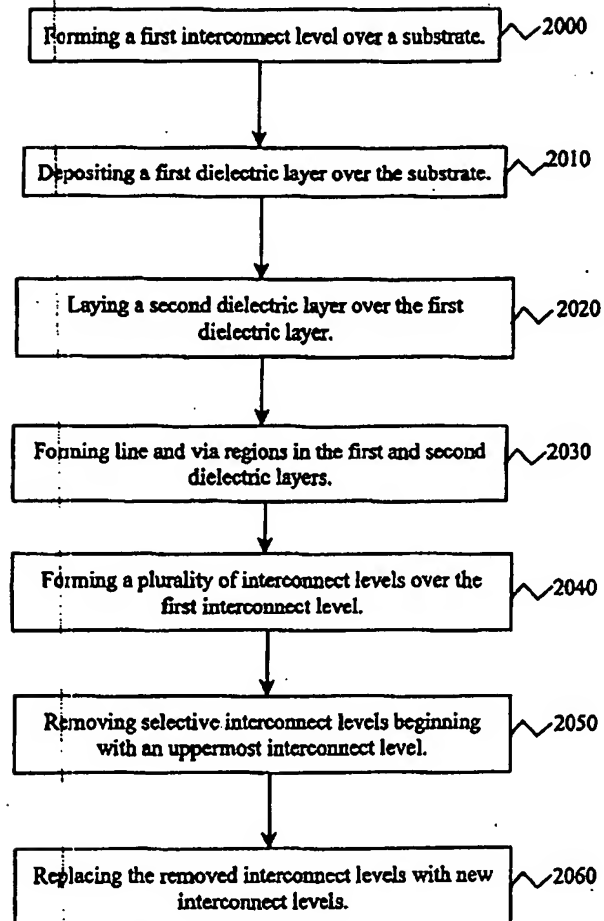 Forming a first interconnect level over a substrate.
2000
Depositing a first dielectric layer over the substrate.
2010
Laying a second dielectric layer over the first
dielectric layer.
2020
Forming line and via regions in the first and second
dielectric layers.
2030
Forming a plurality of interconnect levels over the
first interconnect level.
2040
Removing selective interconnect levels beginning
with an uppermost interconnect level.
2050
Replacing the removed interconnect levels with new
interconnect levels.
2060